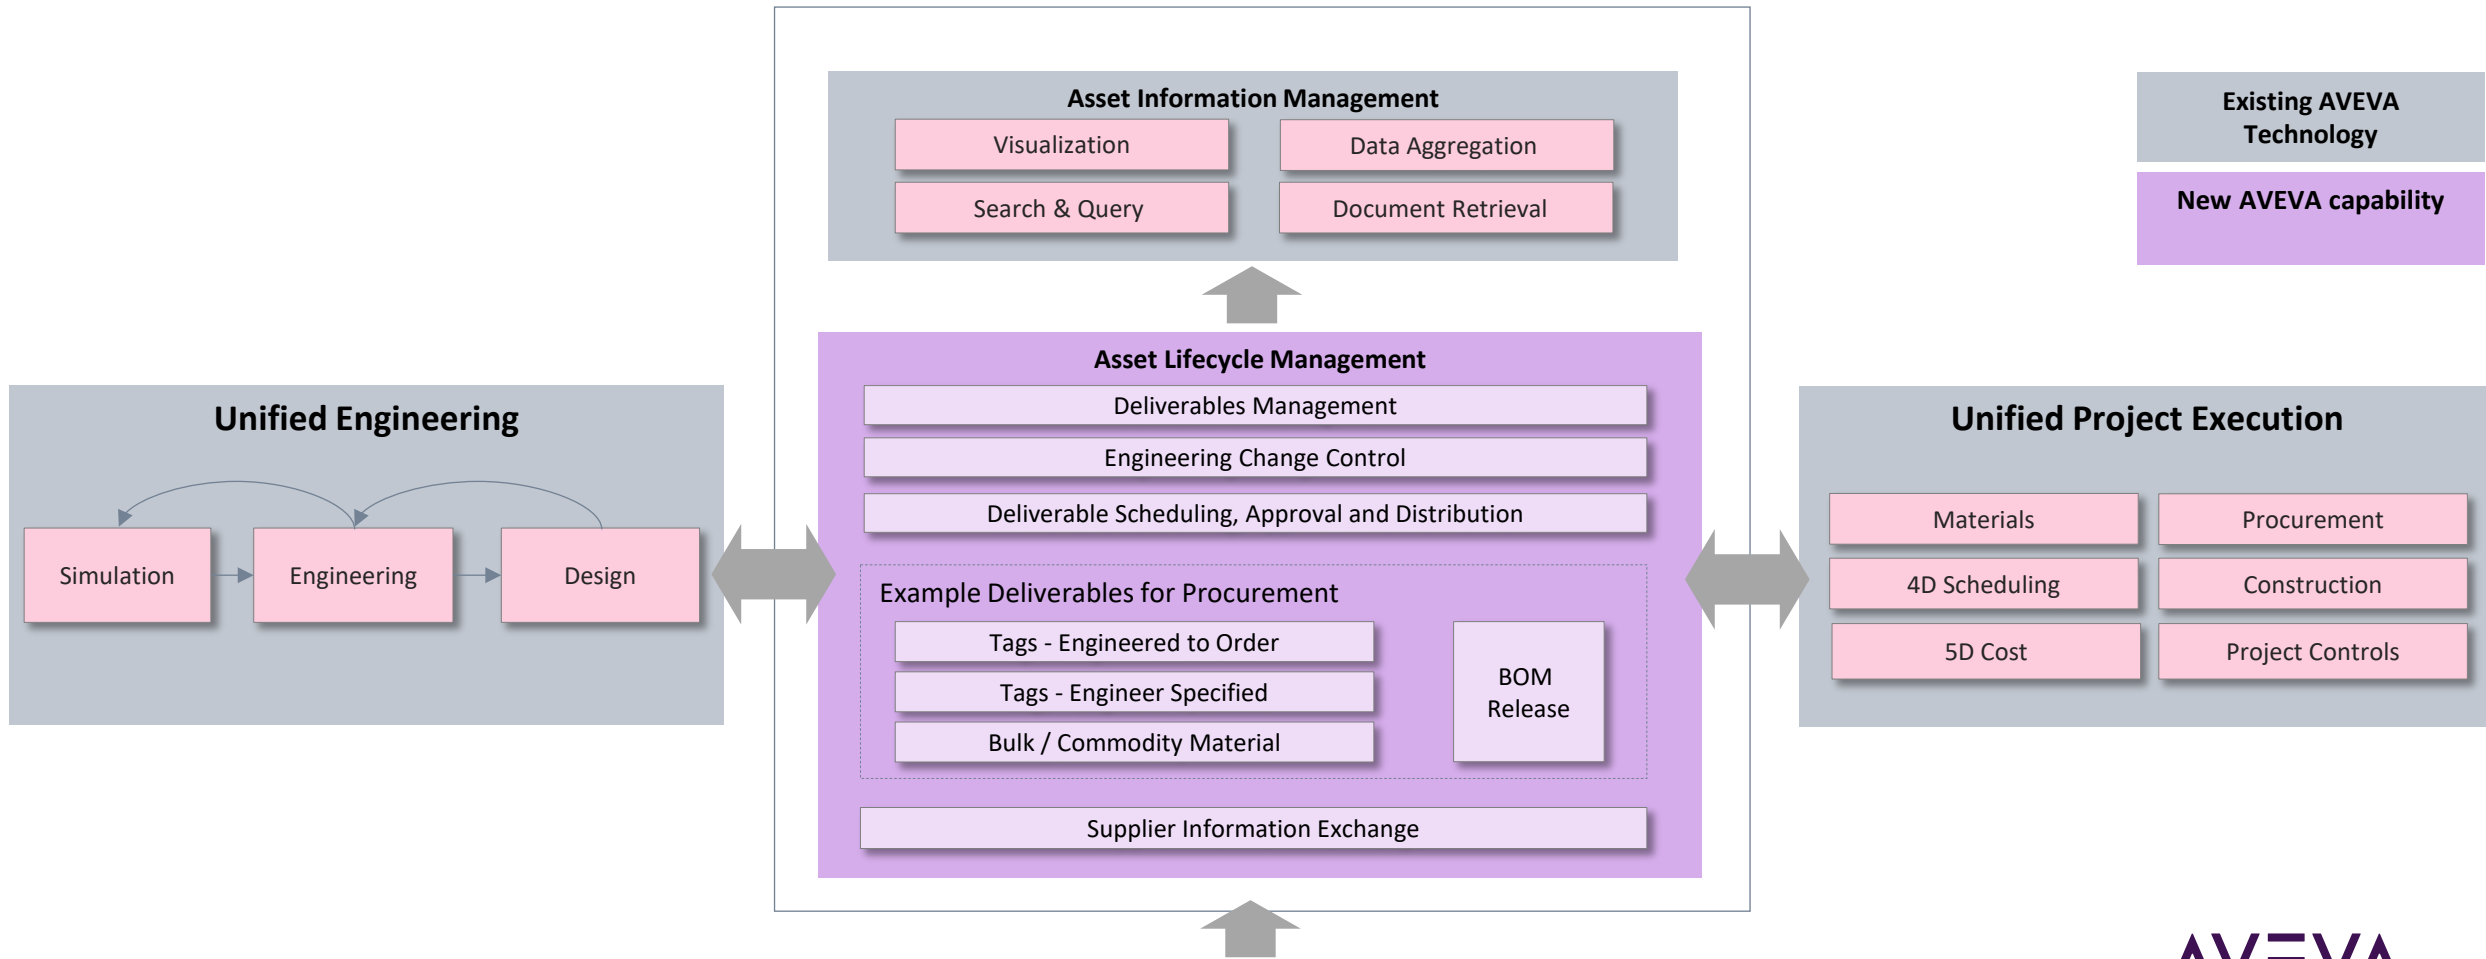 Asset Information Management
Visualization
Data Aggregation
Search & Query
Document Retrieval
Existing AVEVA
Technology
New AVEVA capability
Unified Engineering
Simulation
Engineering
Design
Asset Lifecycle Management
Deliverables Management
Engineering Change Control
Deliverable Scheduling, Approval and Distribution
Example Deliverables for Procurement
Tags - Engineered to Order
Tags - Engineer Specified
Bulk / Commodity Material
BOM
Release
Supplier Information Exchange
Unified Project Execution
Materials
Procurement
4D Scheduling
Construction
5D Cost
Project Controls
AVEVA